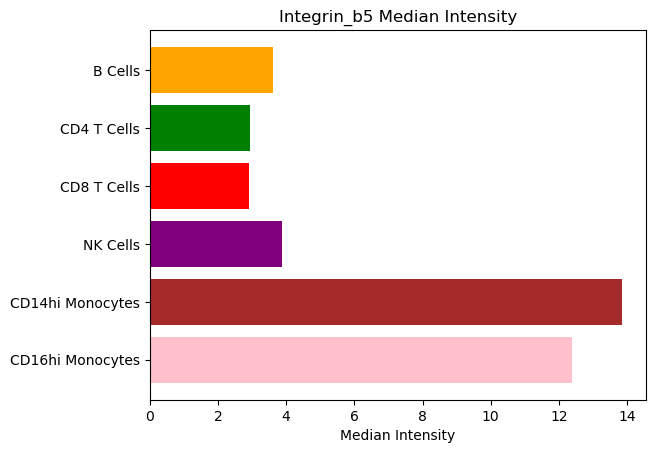 Integrin_b5 Median Intensity
B Cells
CD4 T Cells
CD8 T Cells
NK Cells
CD14hi Monocytes
CD16hi Monocytes
0 2 4 6 8 10 12 14
Median Intensity